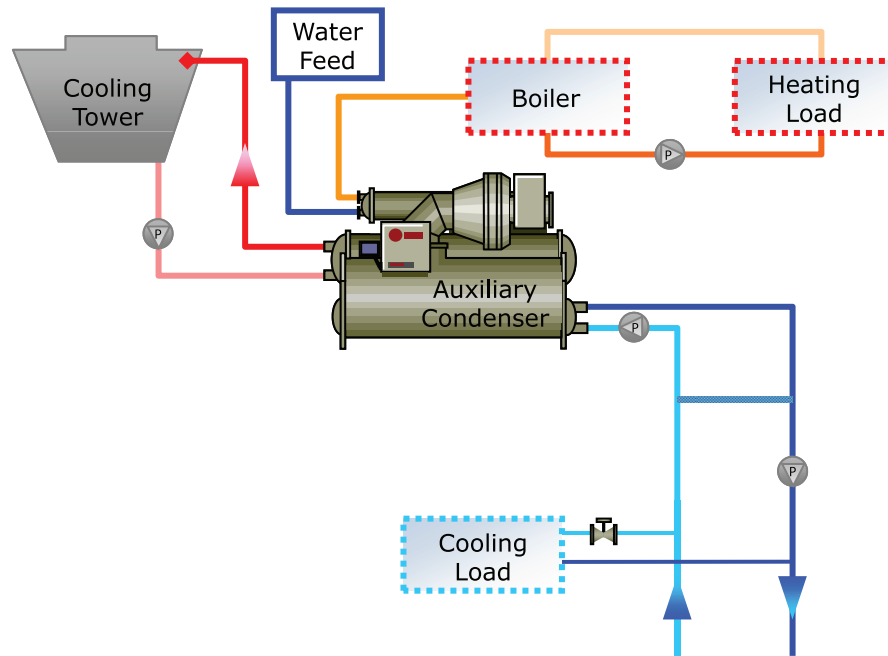 Water
Feed
Cooling
Tower
Boiler
Heating
Load
P
P
Auxiliary
Condenser
P
P
Cooling
Load